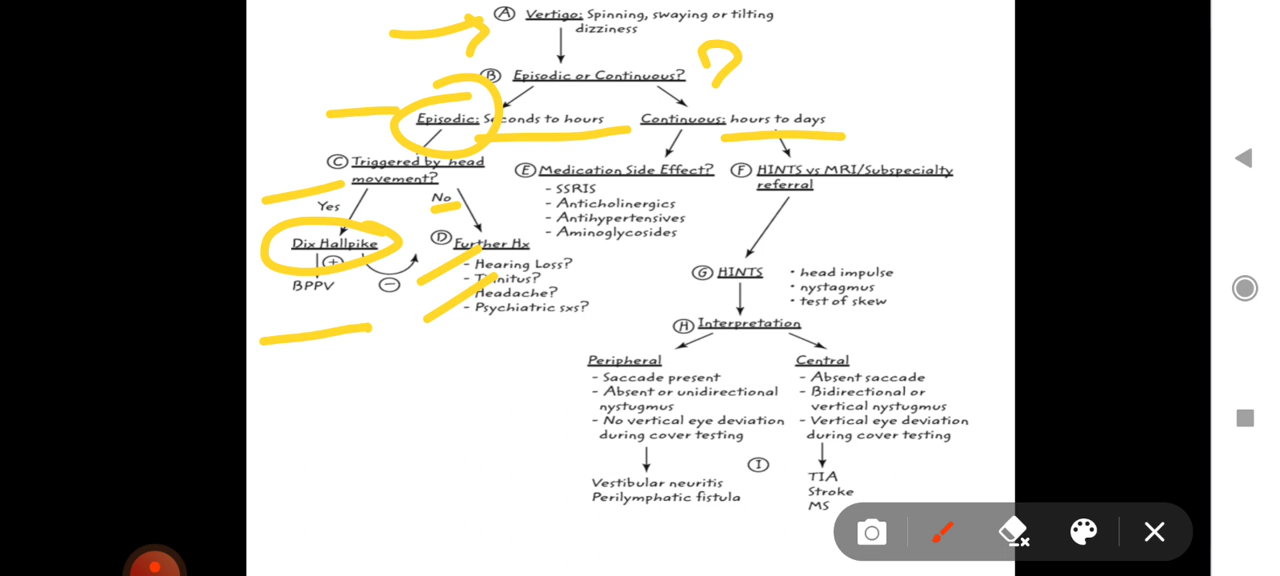 A Vertigo: Spinning, swaying or tilting
dizziness
B Episodic or Continuous?
Episodic: Seconds to hours
Continuous: hours to days
C Triggered by head
movement?
Yes
No
Dix Hallpike
+
BPPV
−
D Further Hx
- Hearing Loss?
- Tinnitus?
- Headache?
- Psychiatric sxs?
E Medication Side Effect?
- SSRIS
- Anticholinergics
- Antihypertensives
- Aminoglycosides
F HINTS vs MRI/Subspecialty
referral
G HINTS
• head impulse
• nystagmus
• test of skew
H Interpretation
Peripheral
- Saccade present
- Absent or unidirectional
nystugmus
- No vertical eye deviation
during cover testing
Central
- Absent saccade
- Bidirectional or
vertical nystugmus
- Vertical eye deviation
during cover testing
I
Vestibular neuritis
Perilymphatic fistula
TIA
Stroke
MS
?